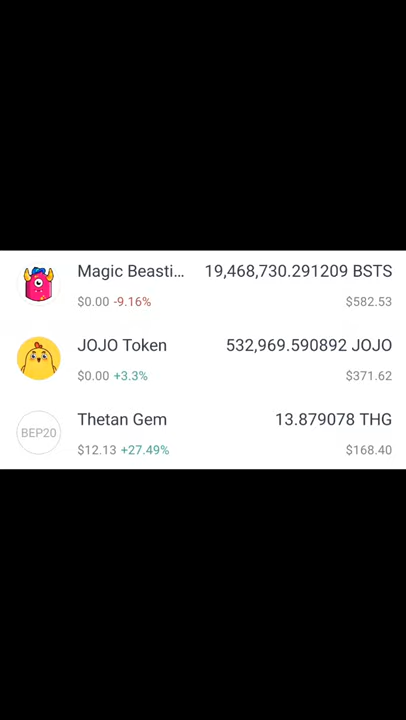 Magic Beasti... 19,468,730.291209 BSTS
$0.00 -9.16% $582.53
JOJO Token 532,969.590892 JOJO
$0.00 +3.3% $371.62
Thetan Gem 13.879078 THG
BEP20
$12.13 +27.49% $168.40